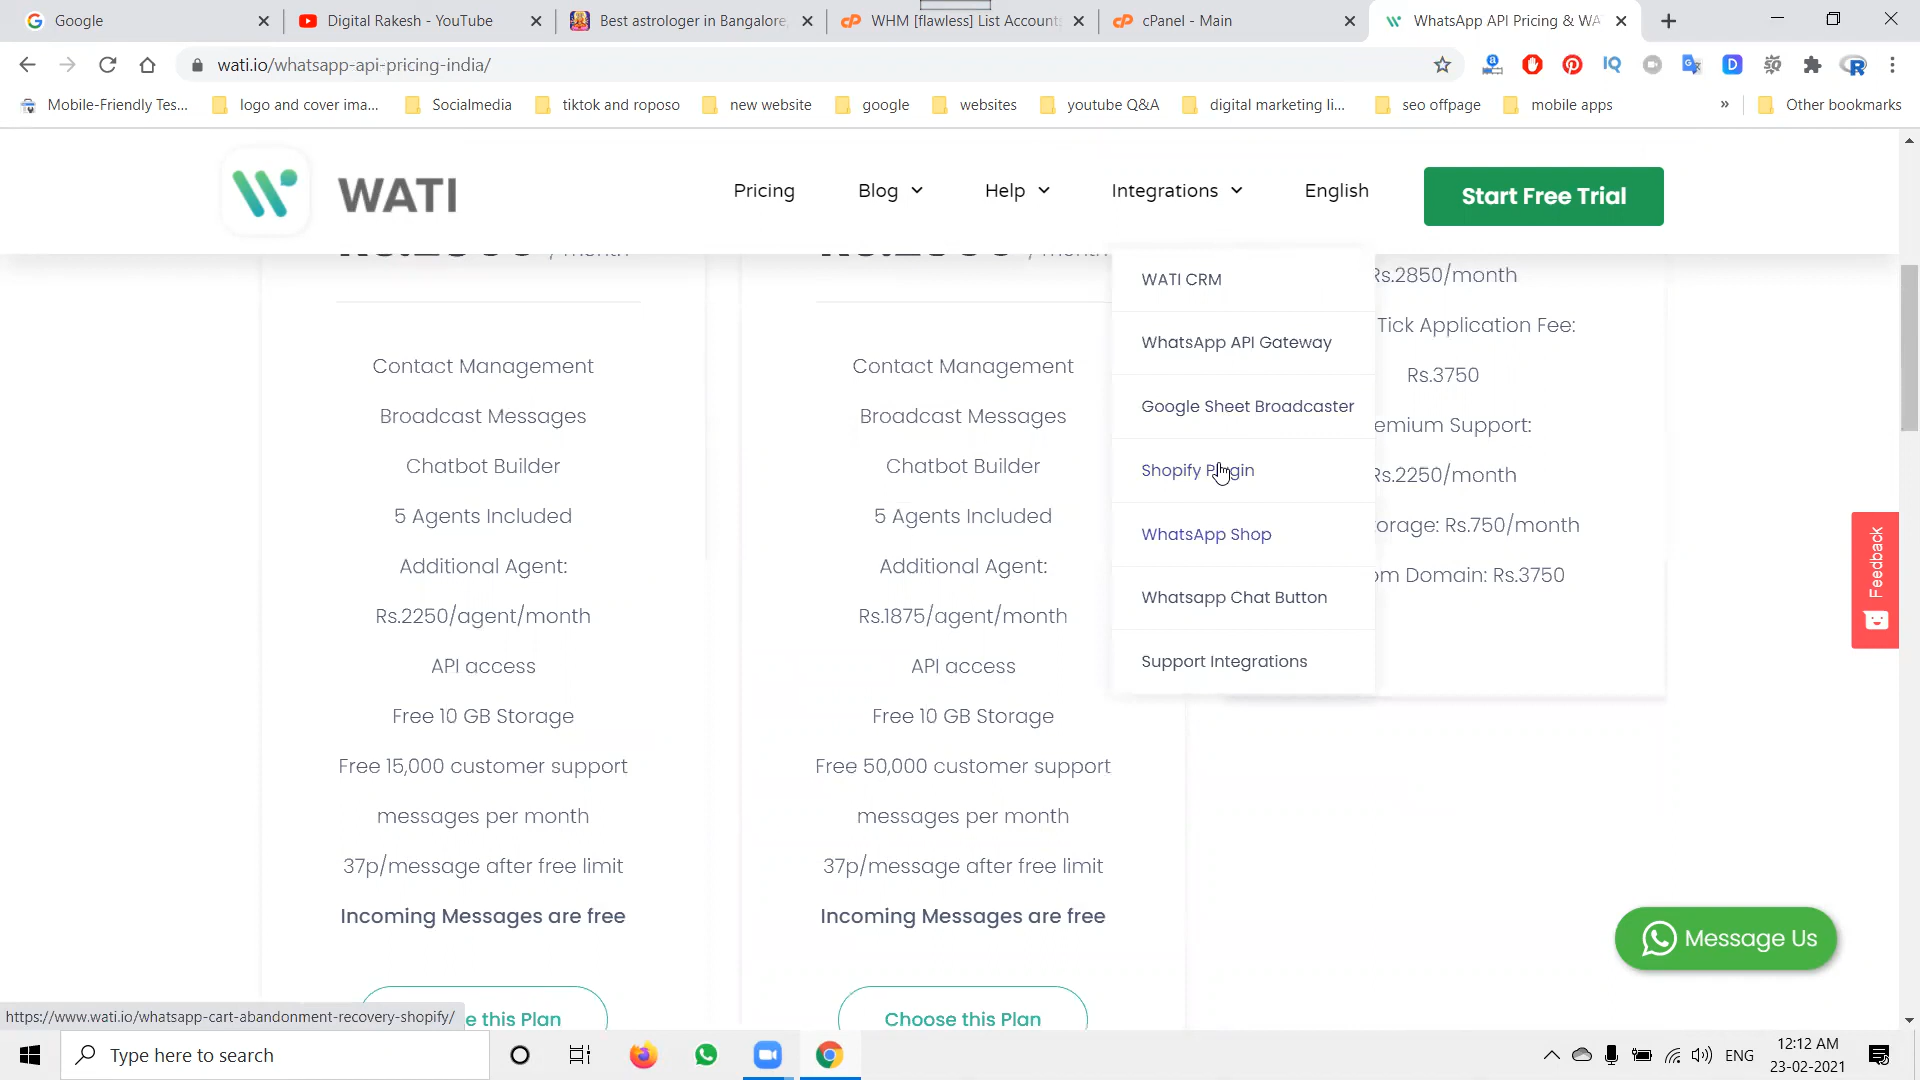 Google
Digital Rakesh - YouTube
Best astrologer in Bangalore,
WHM [flawless] List Account
cPanel - Main
WhatsApp API Pricing & WA
wati.io/whatsapp-api-pricing-india/
Mobile-Friendly Tes...
logo and cover ima...
Socialmedia
tiktok and roposo
new website
google
websites
youtube Q&A
digital marketing li...
seo offpage
mobile apps
Other bookmarks
WATI
Pricing
Blog
Help
Integrations
English
Start Free Trial
Contact Management
Broadcast Messages
Chatbot Builder
5 Agents Included
Additional Agent:
Rs.2250/agent/month
API access
Free 10 GB Storage
Free 15,000 customer support
messages per month
37p/message after free limit
Incoming Messages are free
e this Plan
Contact Management
Broadcast Messages
Chatbot Builder
5 Agents Included
Additional Agent:
Rs.1875/agent/month
API access
Free 10 GB Storage
Free 50,000 customer support
messages per month
37p/message after free limit
Incoming Messages are free
Choose this Plan
WATI CRM
WhatsApp API Gateway
Google Sheet Broadcaster
Shopify Plugin
WhatsApp Shop
Whatsapp Chat Button
Support Integrations
Rs.2850/month
Tick Application Fee:
Rs.3750
emium Support:
Rs.2250/month
orage: Rs.750/month
om Domain: Rs.3750
Feedback
Message Us
https://www.wati.io/whatsapp-cart-abandonment-recovery-shopify/
Type here to search
ENG
12:12 AM
23-02-2021